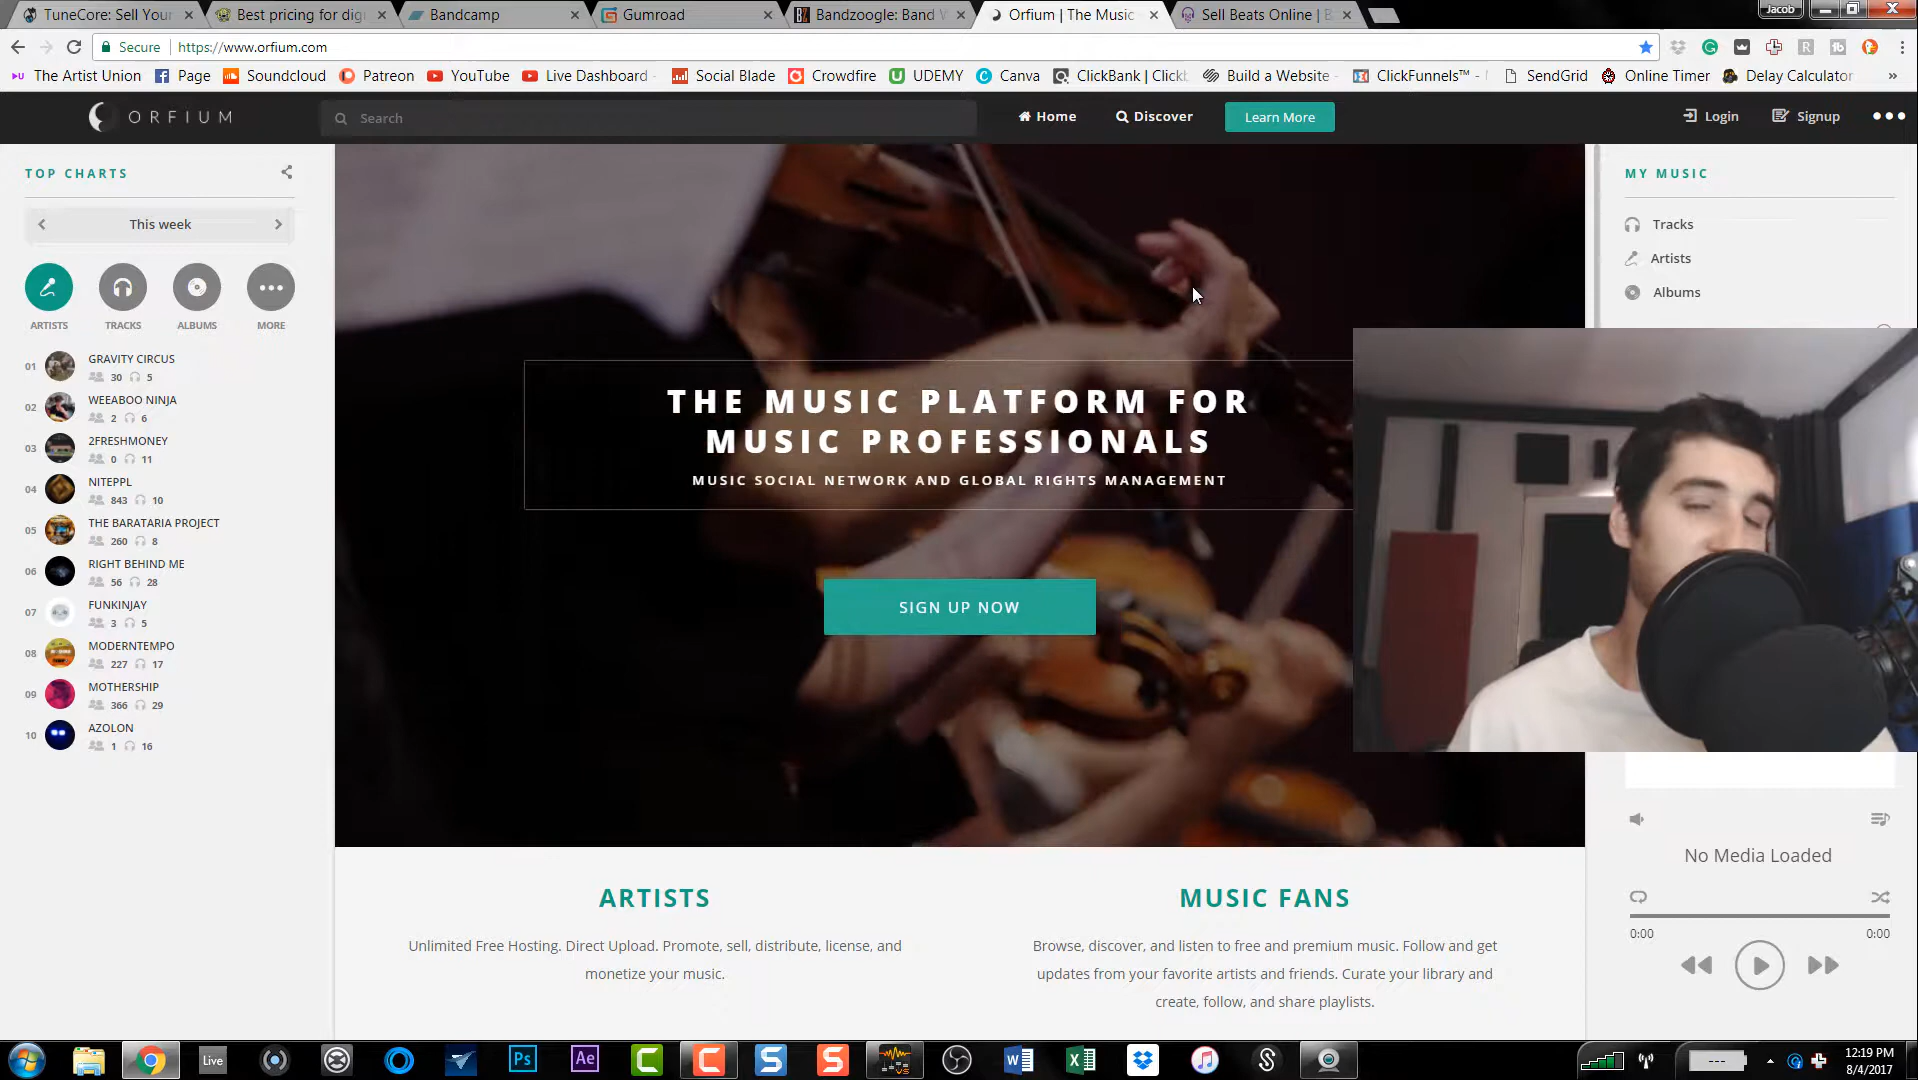 TuneCore: Sell Your
Best pricing for dig
Bandcamp
Gumroad
Bandzoogle: Band W
Orfium | The Music
Sell Beats Online | B
Jacob
Secure
https://www.orfium.com
The Artist Union
Page
Soundcloud
Patreon
YouTube
Live Dashboard
Social Blade
Crowdfire
UDEMY
Canva
ClickBank | Clickb
Build a Website
ClickFunnels™ -
SendGrid
Online Timer
Delay Calculator
ORFIUM
Search
Home
Discover
Learn More
Login
Signup
TOP CHARTS
This week
ARTISTS
TRACKS
ALBUMS
MORE
01
GRAVITY CIRCUS
30 5
02
WEEABOO NINJA
2 6
03
2FRESHMONEY
0 11
04
NITEPPL
843 10
05
THE BARATARIA PROJECT
260 8
06
RIGHT BEHIND ME
56 28
07
FUNKINJAY
3 5
08
MODERNTEMPO
227 17
09
MOTHERSHIP
366 29
10
AZOLON
1 16
THE MUSIC PLATFORM FOR
MUSIC PROFESSIONALS
MUSIC SOCIAL NETWORK AND GLOBAL RIGHTS MANAGEMENT
SIGN UP NOW
ARTISTS
Unlimited Free Hosting. Direct Upload. Promote, sell, distribute, license, and
monetize your music.
MUSIC FANS
Browse, discover, and listen to free and premium music. Follow and get
updates from your favorite artists and friends. Curate your library and
create, follow, and share playlists.
MY MUSIC
Tracks
Artists
Albums
No Media Loaded
0:00
0:00
Live
Ps
Ae
12:19 PM
8/4/2017